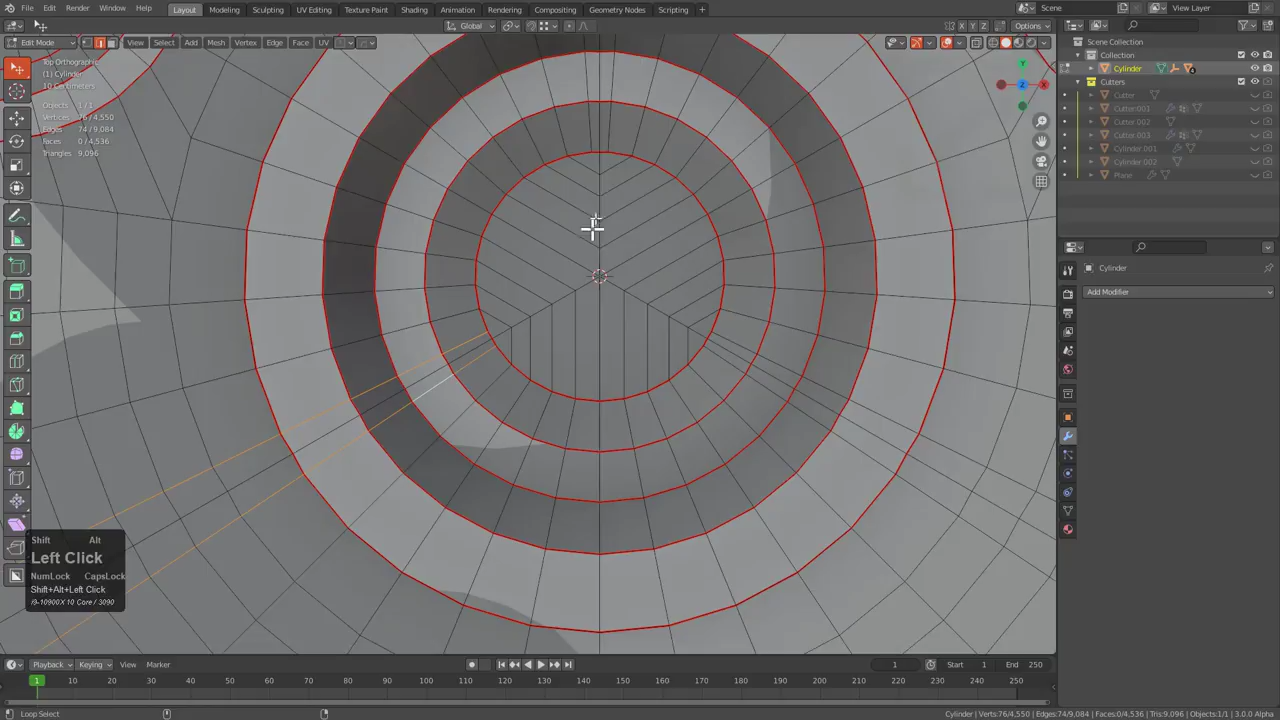 File Edit Render Window Help Layout Modeling Sculpting UV Editing Texture Paint Shading Animation Rendering Compositing Geometry Nodes Scripting + Scene View Layer
Global X Y Z Options
Edit Mode View Select Add Mesh Vertex Edge Face UV
Top Orthographic
(1) Cylinder
10 Centimeters
Objects 1/1
Vertices 76/4,550
Edges 74/9,084
Faces 0/4,536
Triangles 9,096
Y
Z
X
Shift Alt
Left Click
NumLock CapsLock
Shift+Alt+Left Click
i9-10900X 10 Core / 3090
Scene Collection
Collection
Cylinder
Cutters
Cutter
Cutter.001
Cutter.002
Cutter.003
Cylinder.001
Cylinder.002
Plane
Cylinder
Add Modifier
Playback Keying View Marker 1 Start 1 End 250
1 10 20 30 40 50 60 70 80 90 100 110 120 130 140 150 160 170 180 190 200 210 220 230 240 250
Loop Select Cylinder | Verts:76/4,550 | Edges:74/9,084 | Faces:0/4,536 | Tris:9,096 | Objects:1/1 | 3.0.0 Alpha